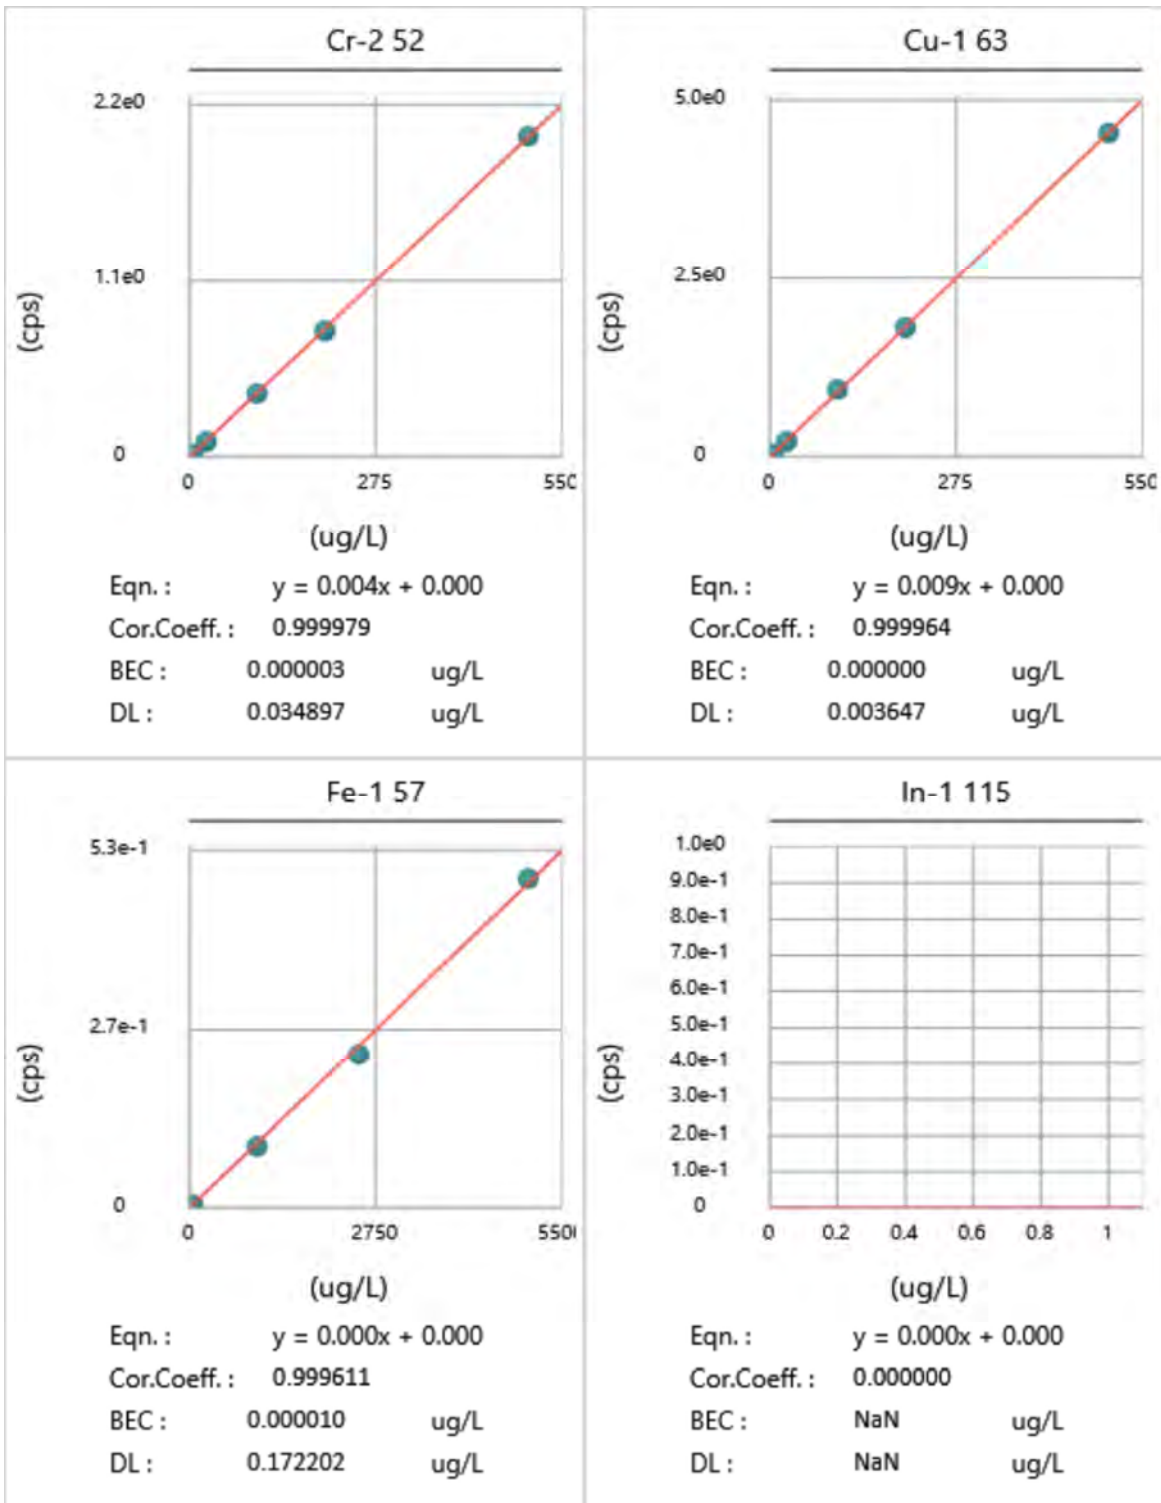 Cr-2 52
2.2e0
1.1e0
0
(cps)
0 275 550
(ug/L)
Eqn. : y = 0.004x + 0.000
Cor.Coeff. : 0.999979
BEC : 0.000003 ug/L
DL : 0.034897 ug/L
Cu-1 63
5.0e0
2.5e0
0
(cps)
0 275 550
(ug/L)
Eqn. : y = 0.009x + 0.000
Cor.Coeff. : 0.999964
BEC : 0.000000 ug/L
DL : 0.003647 ug/L
Fe-1 57
5.3e-1
2.7e-1
0
(cps)
0 2750 5500
(ug/L)
Eqn. : y = 0.000x + 0.000
Cor.Coeff. : 0.999611
BEC : 0.000010 ug/L
DL : 0.172202 ug/L
In-1 115
1.0e0
9.0e-1
8.0e-1
7.0e-1
6.0e-1
5.0e-1
4.0e-1
3.0e-1
2.0e-1
1.0e-1
0
(cps)
0 0.2 0.4 0.6 0.8 1
(ug/L)
Eqn. : y = 0.000x + 0.000
Cor.Coeff. : 0.000000
BEC : NaN ug/L
DL : NaN ug/L